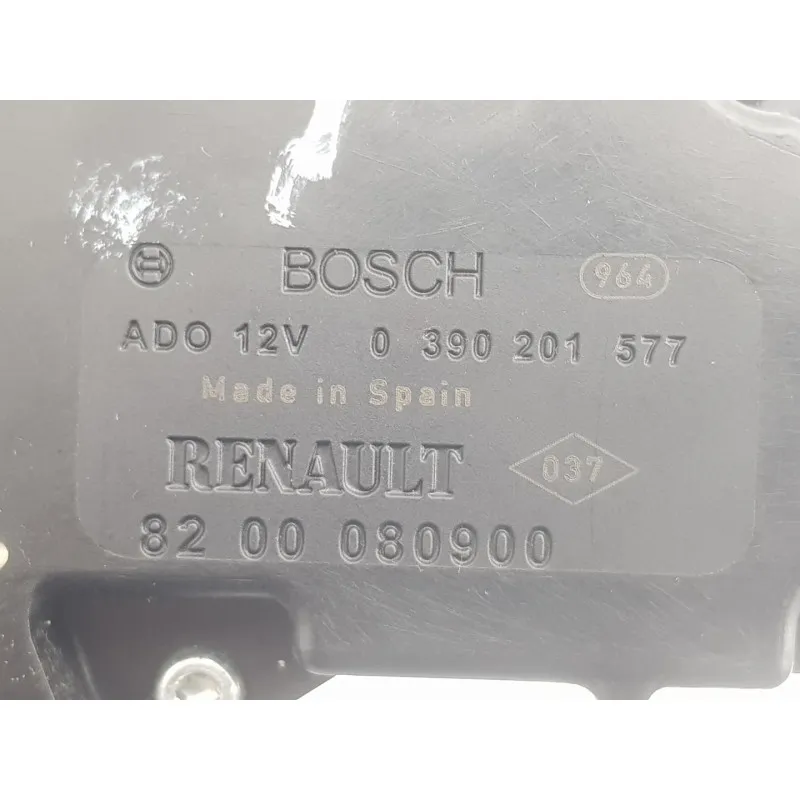 BOSCH 964
ADO 12V 0 390 201 577
Made in Spain
RENAULT 037
82 00 080900